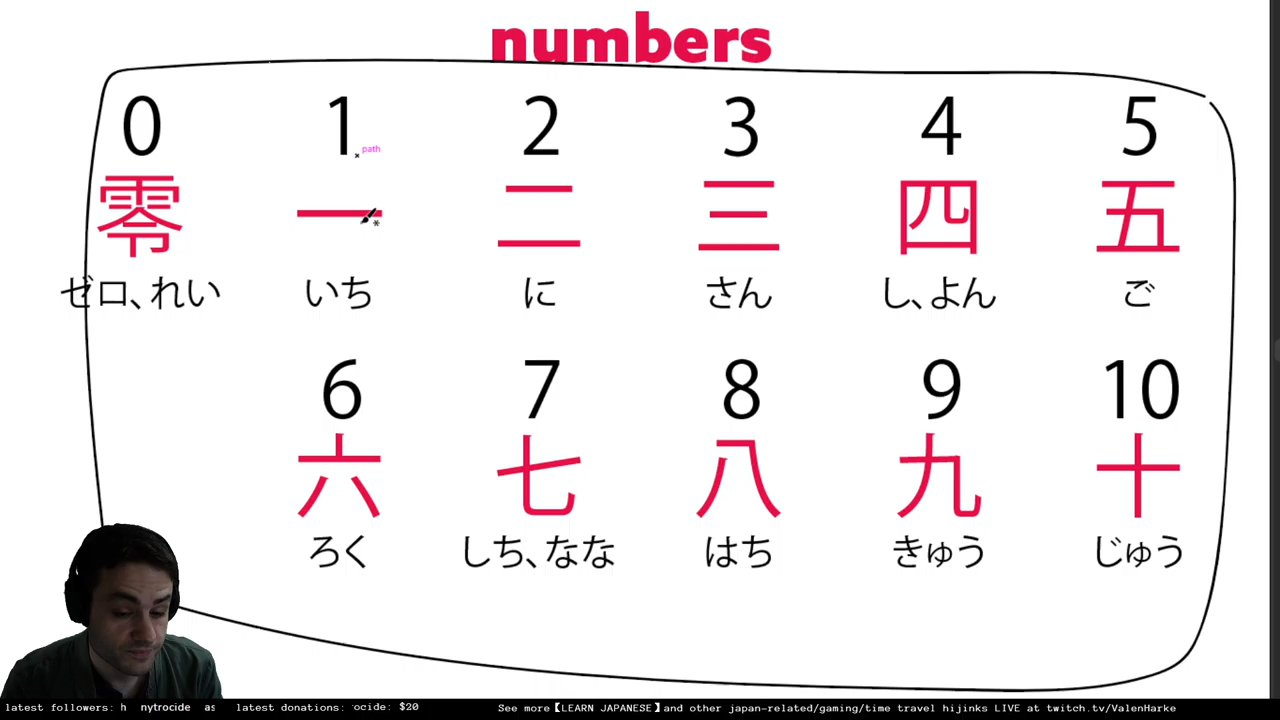 numbers
0 1 2 3 4 5
path
零 一 二 三 四 五
ゼロ、れい いち に さん し、よん ご
6 7 8 9 10
六 七 八 九 十
ろく しち、なな はち きゅう じゅう
latest followers: h nytrocide as latest donations: ocide: $20 See more【LEARN JAPANESE】and other japan-related/gaming/time travel hijinks LIVE at twitch.tv/ValenHarke